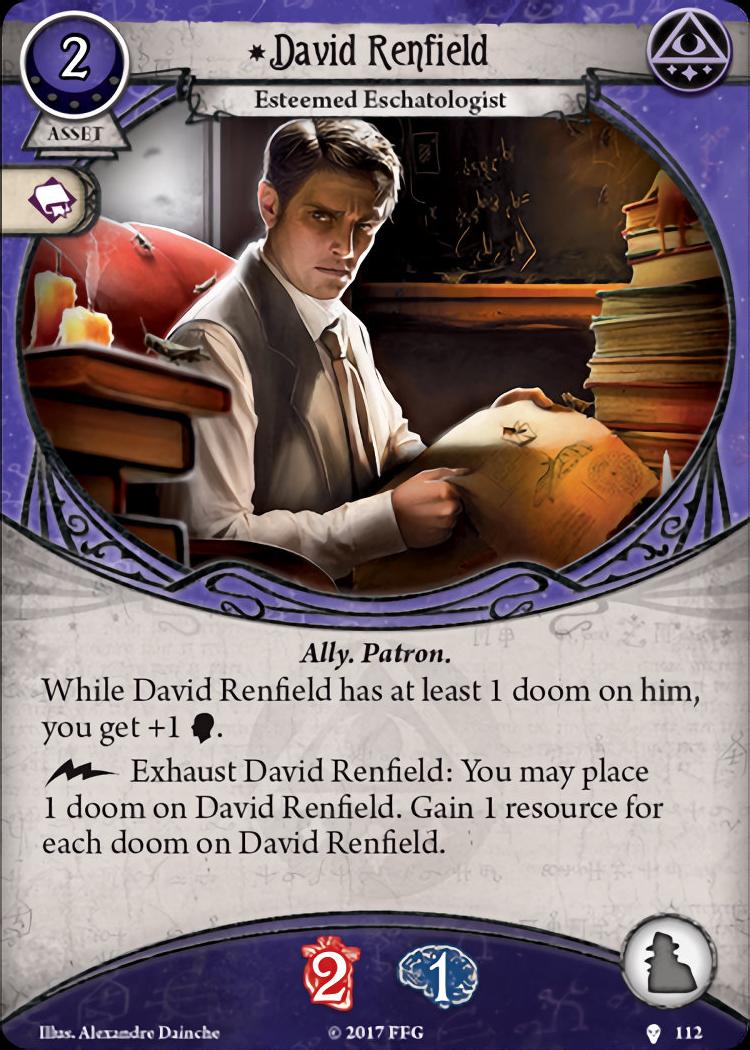 2
David Renfield
ASSET
Esteemed Eschatologist
Ally. Patron.
While David Renfield has at least 1 doom on him,
you get +1 .
Exhaust David Renfield: You may place
1 doom on David Renfield. Gain 1 resource for
each doom on David Renfield.
2 1
Illus. Alexandre Dainche
© 2017 FFG
112